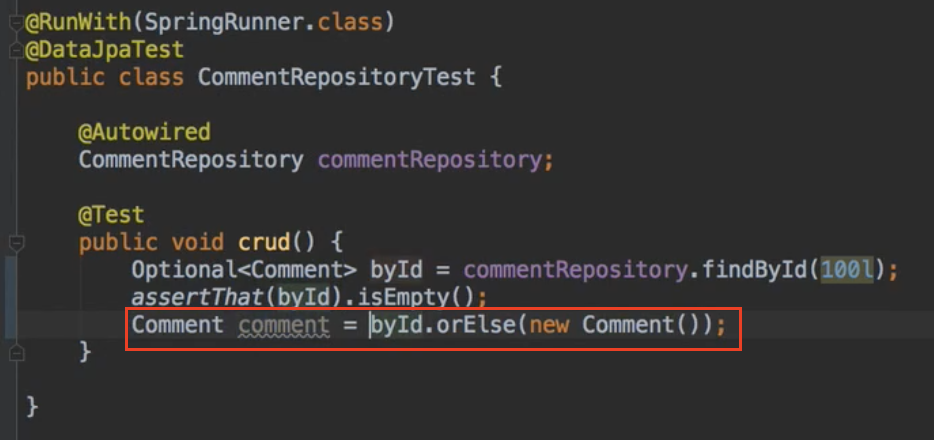 @RunWith(SpringRunner.class)
@DataJpaTest
public class CommentRepositoryTest {
@Autowired
CommentRepository commentRepository;
@Test
public void crud() {
Optional<Comment> byId = commentRepository.findById(100l);
assertThat(byId).isEmpty();
Comment comment = byId.orElse(new Comment());
}
}